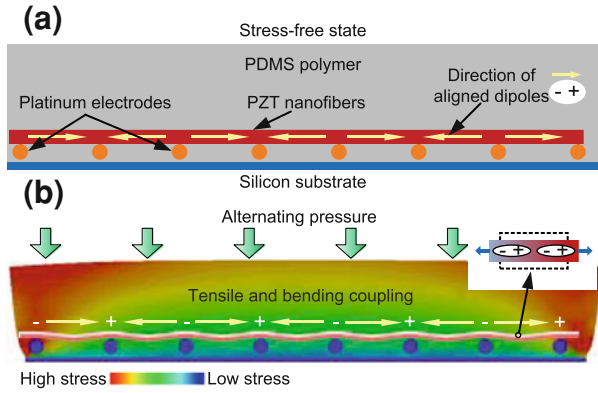 (a)
Stress-free state
PDMS polymer
Platinum electrodes
PZT nanofibers
Direction of
aligned dipoles
- +
Silicon substrate
(b)
Alternating pressure
- + - +
Tensile and bending coupling
- + - + - + - +
High stress
Low stress